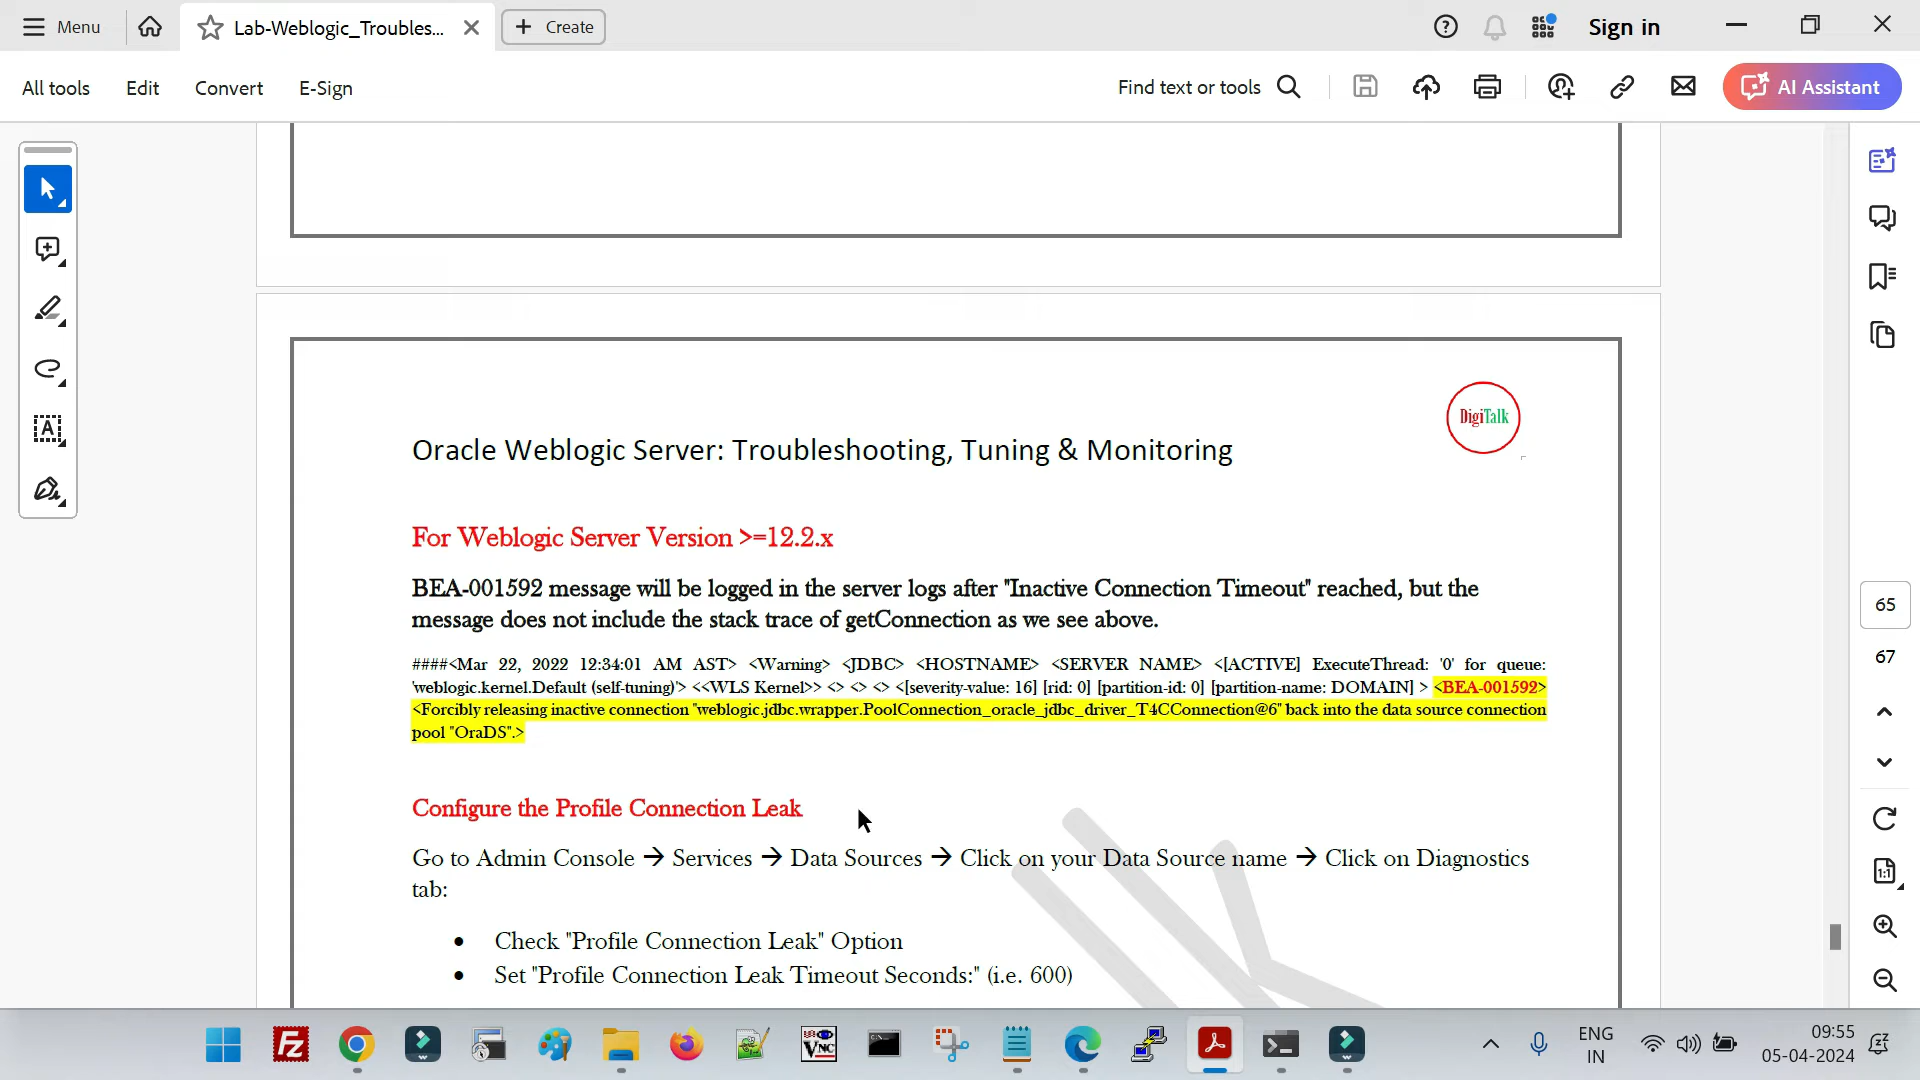 Menu
Lab-Weblogic_Troubles...
Create
Sign in
All tools
Edit
Convert
E-Sign
Find text or tools
AI Assistant
DigiTalk
Oracle Weblogic Server: Troubleshooting, Tuning & Monitoring
For Weblogic Server Version >=12.2.x
BEA-001592 message will be logged in the server logs after "Inactive Connection Timeout" reached, but the
message does not include the stack trace of getConnection as we see above.
####<Mar 22, 2022 12:34:01 AM AST> <Warning> <JDBC> <HOSTNAME> <SERVER NAME> <[ACTIVE] ExecuteThread: '0' for queue:
'weblogic.kernel.Default (self-tuning)'> <<WLS Kernel>> <> <> <> <[severity-value: 16] [rid: 0] [partition-id: 0] [partition-name: DOMAIN] > <BEA-001592>
<Forcibly releasing inactive connection "weblogic.jdbc.wrapper.PoolConnection_oracle_jdbc_driver_T4CConnection@6" back into the data source connection
pool "OraDS".>
Configure the Profile Connection Leak
Go to Admin Console → Services → Data Sources → Click on your Data Source name → Click on Diagnostics
tab:
• Check "Profile Connection Leak" Option
• Set "Profile Connection Leak Timeout Seconds:" (i.e. 600)
65
67
1:1
ENG
IN
09:55
05-04-2024